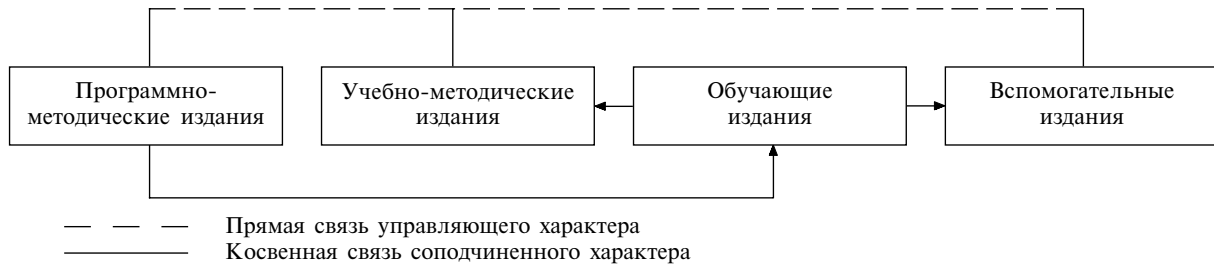 Программно-
методические издания
Учебно-методические
издания
Обучающие
издания
Вспомогательные
издания
Прямая связь управляющего характера
Косвенная связь соподчиненного характера